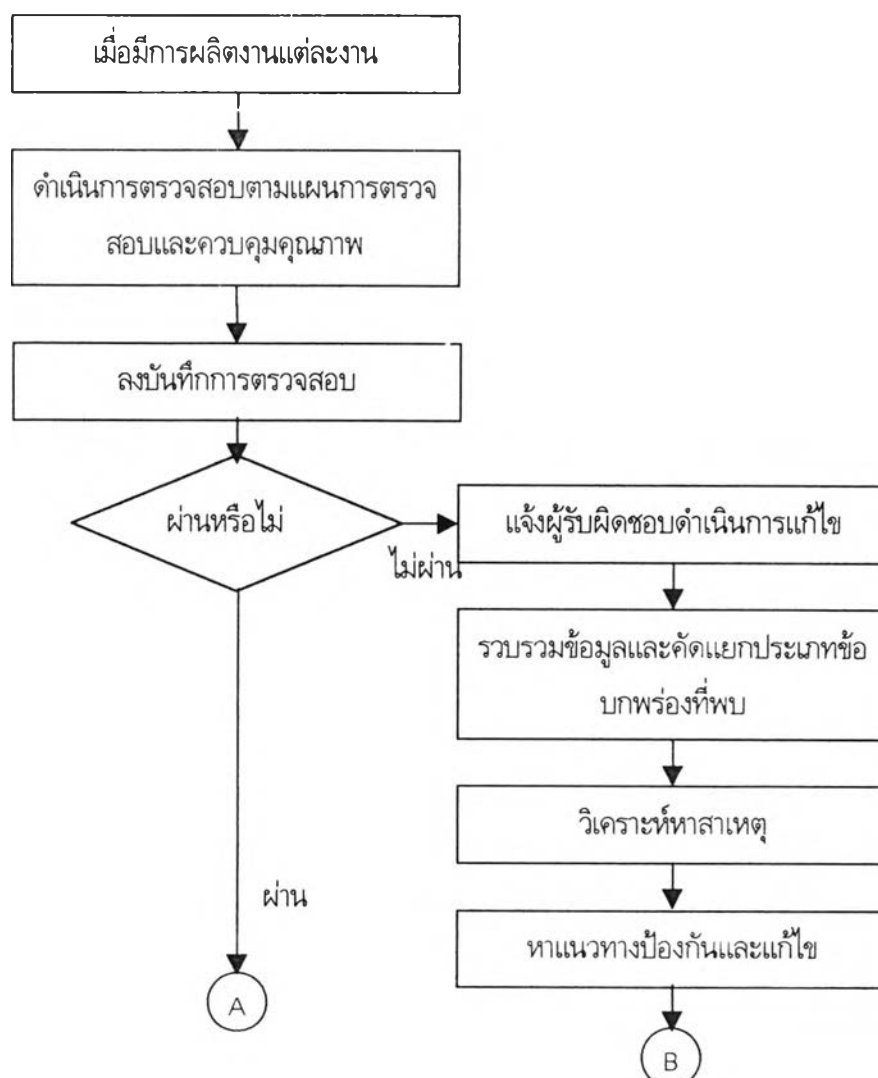 เมื่อมีการผลิตงานแต่ละงาน
ดำเนินการตรวจสอบตามแผนการตรวจ
สอบและควบคุมคุณภาพ
ลงบันทึกการตรวจสอบ
ผ่านหรือไม่
ไม่ผ่าน
แจ้งผู้รับผิดชอบดำเนินการแก้ไข
รวบรวมข้อมูลและคัดแยกประเภทข้อ
บกพร่องที่พบ
วิเคราะห์หาสาเหตุ
หาแนวทางป้องกันและแก้ไข
ผ่าน
A
B